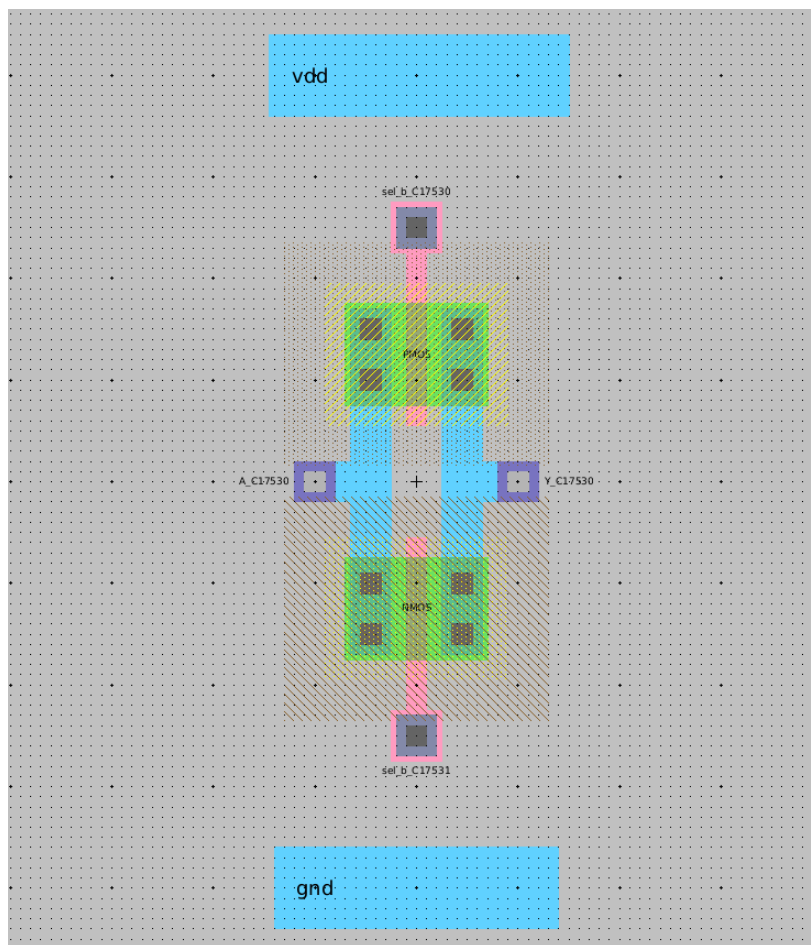 vdd
sel_b_C17530
PMOS
A_C17530 Y_C17530
NMOS
sel_b_C17531
gnd